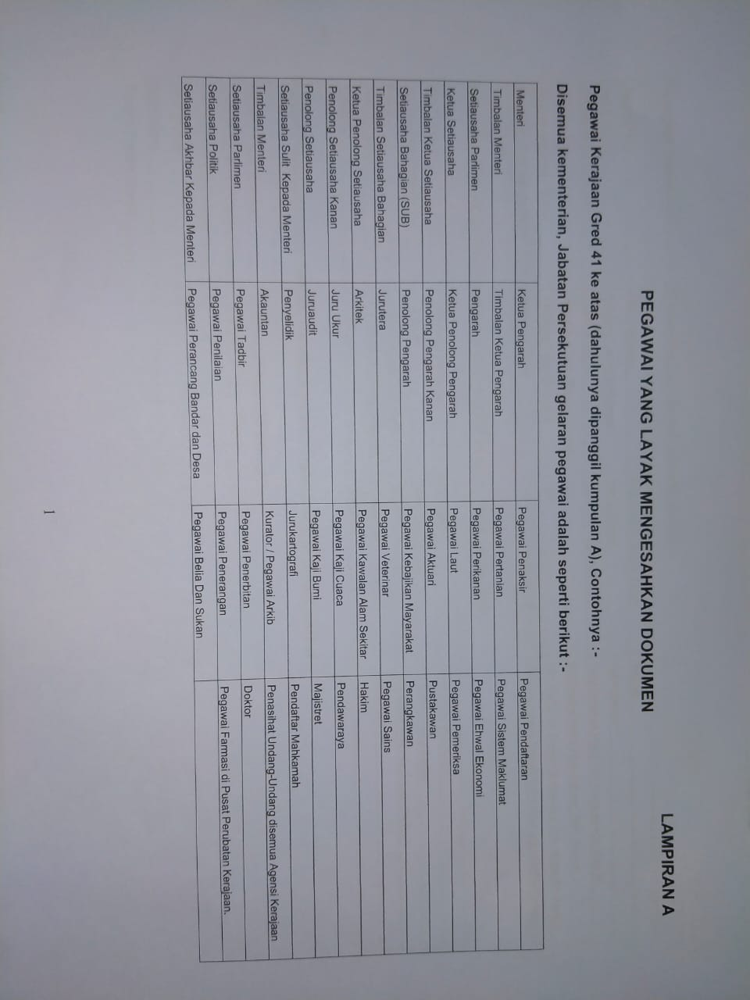 LAMPIRAN A
PEGAWAI YANG LAYAK MENGESAHKAN DOKUMEN
Pegawai Kerajaan Gred 41 ke atas (dahulunya dipanggil kumpulan A), Contohnya :-
Disemua kementerian, Jabatan Persekutuan gelaran pegawai adalah seperti berikut :-
Menteri Ketua Pengarah Pegawai Penaksir Pegawai Pendaftaran
Timbalan Menteri Timbalan Ketua Pengarah Pegawai Pertanian Pegawai Sistem Maklumat
Setiausaha Parlimen Pengarah Pegawai Perikanan Pegawai Ehwal Ekonomi
Ketua Setiausaha Ketua Penolong Pengarah Pegawai Laut Pegawai Pemeriksa
Timbalan Ketua Setiausaha Penolong Pengarah Kanan Pegawai Aktuari Pustakawan
Setiausaha Bahagian (SUB) Penolong Pengarah Pegawai Kebajikan Mayarakat Perangkawan
Timbalan Setiausaha Bahagian Jurutera Pegawai Veterinar Pegawai Sains
Ketua Penolong Setiausaha Arkitek Pegawai Kawalan Alam Sekitar Hakim
Penolong Setiausaha Kanan Juru Ukur Pegawai Kaji Cuaca Pendawaraya
Penolong Setiausaha Juruaudit Pegawai Kaji Bumi Majistret
Setiausaha Sulit Kepada Menteri Penyelidik Jurukartografi Pendaftar Mahkamah
Timbalan Menteri Akauntan Kurator / Pegawai Arkib Penasihat Undang-Undang disemua Agensi Kerajaan
Setiausaha Parlimen Pegawai Tadbir Pegawai Penerbitan Doktor
Setiausaha Politik Pegawai Penilaian Pegawai Penerangan Pegawai Farmasi di Pusat Perubatan Kerajaan.
Setiausaha Akhbar Kepada Menteri Pegawai Perancang Bandar dan Desa Pegawai Belia Dan Sukan
1